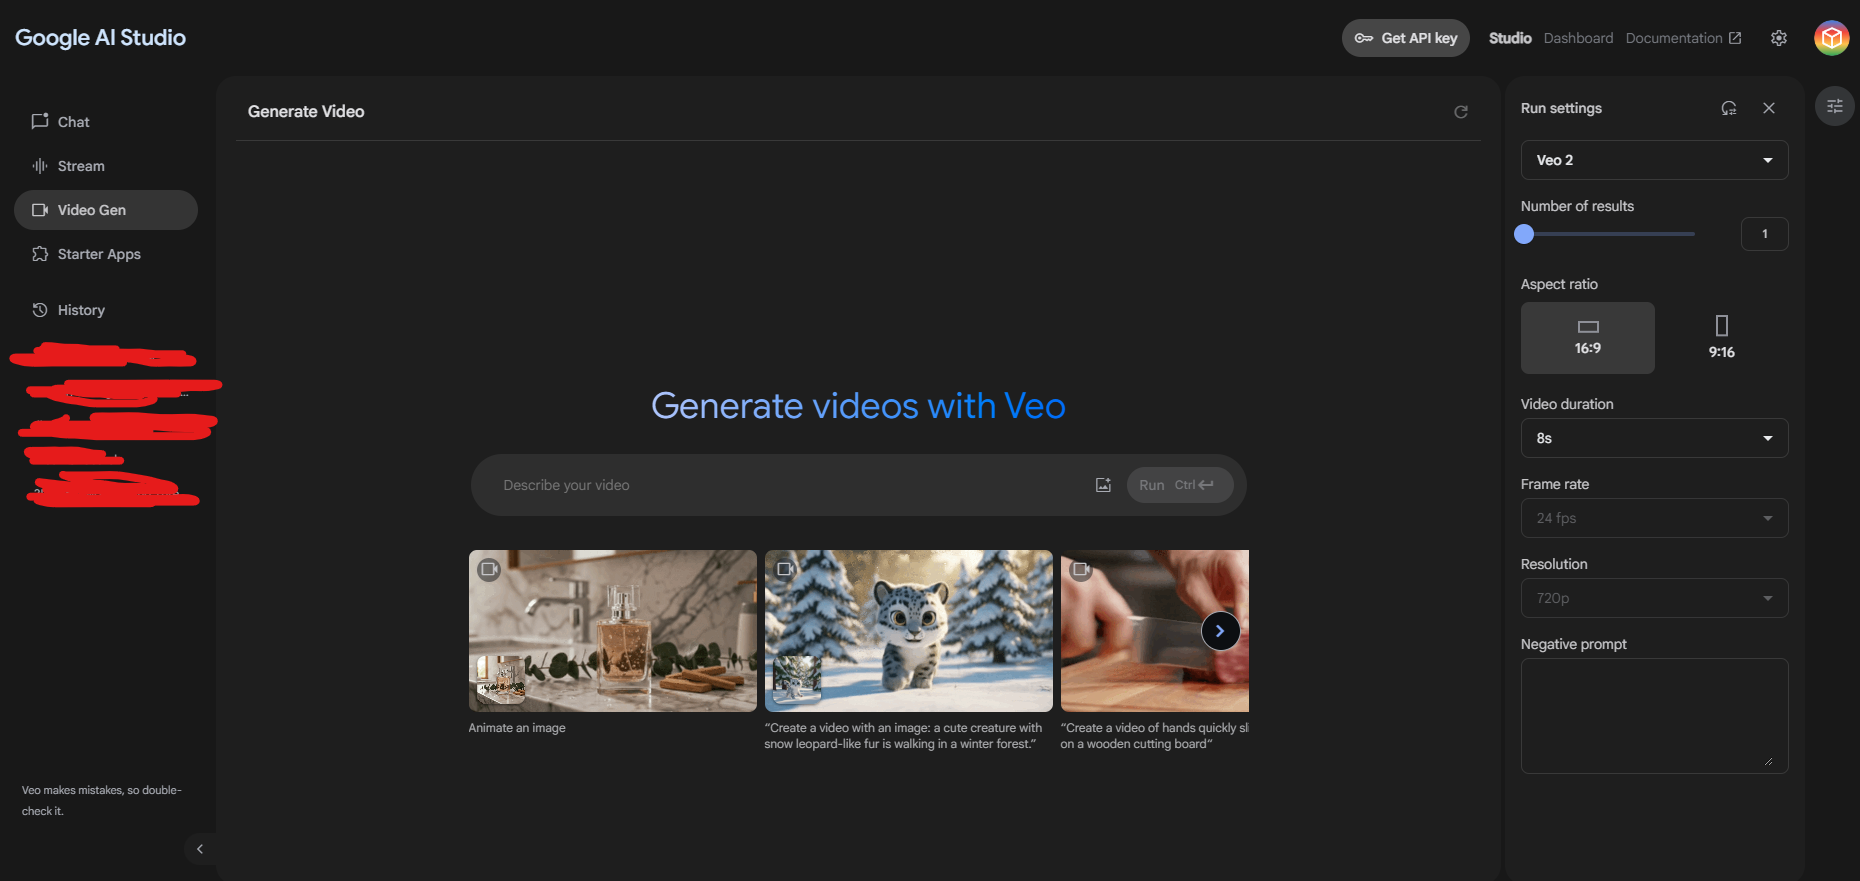 Google AI Studio
Get API key
Studio
Dashboard
Documentation
Chat
Stream
Video Gen
Starter Apps
History
Veo makes mistakes, so double-
check it.
Generate Video
Generate videos with Veo
Describe your video
Run Ctrl
Animate an image
“Create a video with an image: a cute creature with
snow leopard-like fur is walking in a winter forest.”
“Create a video of hands quickly sli
on a wooden cutting board”
Run settings
Veo 2
Number of results
1
Aspect ratio
16:9
9:16
Video duration
8s
Frame rate
24 fps
Resolution
720p
Negative prompt